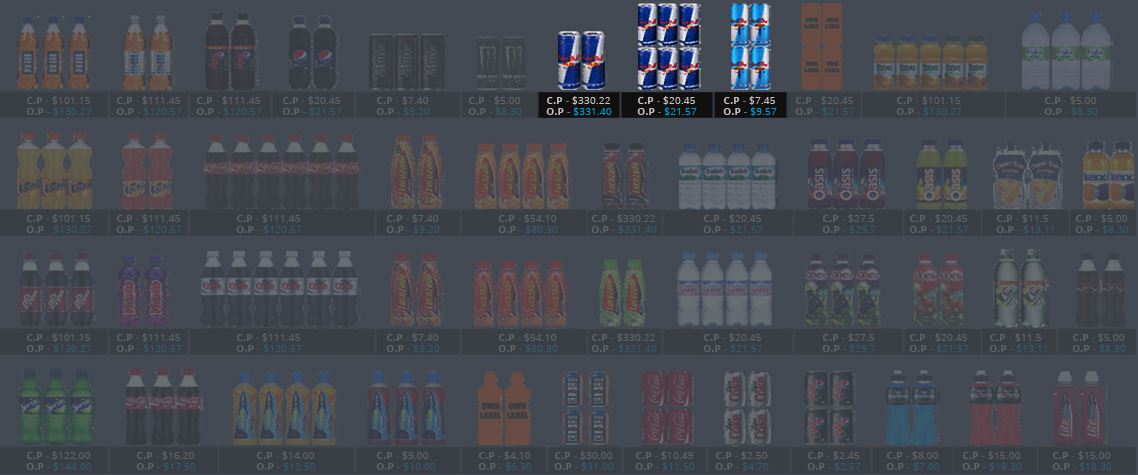 C.P - $101.15 C.P - $111.45 C.P - $111.45 C.P - $20.45 C.P - $7.40 C.P - $5.00 C.P - $330.22 C.P - $20.45 C.P - $7.45 C.P - $20.45 C.P - $101.15 C.P - $5.00
O.P - $130.27 O.P - $120.57 O.P - $120.57 O.P - $21.57 O.P - $9.20 O.P - $8.30 O.P - $331.40 O.P - $21.57 O.P - $9.57 O.P - $21.57 O.P - $130.27 O.P - $8.30
Oasis Oasis
C.P - $101.15 C.P - $111.45 C.P - $111.45 C.P - $7.40 C.P - $54.10 C.P - $330.22 C.P - $20.45 C.P - $27.5 C.P - $20.45 C.P - $11.5 C.P - $5.00
O.P - $130.27 O.P - $120.57 O.P - $120.57 O.P - $9.20 O.P - $80.30 O.P - $331.40 O.P - $21.57 O.P - $29.7 O.P - $21.57 O.P - $13.11 O.P - $8.30
C.P - $101.15 C.P - $111.45 C.P - $111.45 C.P - $7.40 C.P - $54.10 C.P - $330.22 C.P - $20.45 C.P - $27.5 C.P - $20.45 C.P - $11.5 C.P - $5.00
O.P - $130.27 O.P - $120.57 O.P - $120.57 O.P - $9.20 O.P - $80.30 O.P - $331.40 O.P - $21.57 O.P - $29.7 O.P - $21.57 O.P - $13.11 O.P - $8.30
OWN
LABEL
C.P - $122.00 C.P - $16.20 C.P - $14.00 C.P - $9.00 C.P - $4.10 C.P - $30.00 C.P - $10.49 C.P - $2.50 C.P - $2.45 C.P - $8.00 C.P - $15.00 C.P - $15.00
O.P - $144.00 O.P - $17.50 O.P - $12.50 O.P - $10.00 O.P - $6.30 O.P - $31.00 O.P - $11.50 O.P - $4.70 O.P - $2.57 O.P - $7.00 O.P - $18.30 O.P - $18.30